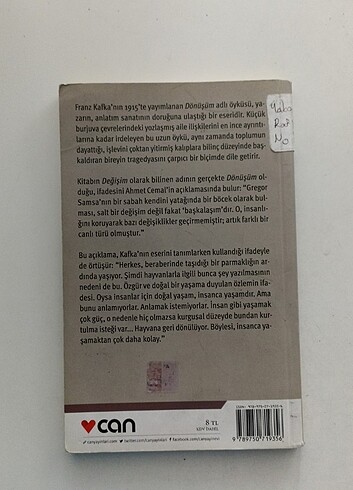 Franz Kafka'nın 1915'te yayımlanan Dönüşüm adlı öyküsü, ya-
zarın, anlatım sanatının doruğuna ulaştığı bir eseridir. Küçük
burjuva çevrelerindeki yozlaşmış aile ilişkilerini en ince ayrıntı-
larına kadar irdeleyen bu uzun öykü, aynı zamanda toplumun
dayattığı, işlevini çoktan yitirmiş kalıplara bilinç düzeyinde baş-
kaldıran bireyin tragedyasını çarpıcı bir biçimde dile getirir.
Kitabın Değişim olarak bilinen adının gerçekte Dönüşüm ol-
duğu, ifadesini Ahmet Cemal'in açıklamasında bulur: "Gregor
Samsa'nın bir sabah kendini yatağında bir böcek olarak bul-
ması, salt bir değişim değil fakat 'başkalaşım'dır. O, insanlı-
ğını koruyarak bazı değişiklikler geçirmemiştir; artık farklı bir
canlı türü olmuştur."
Bu açıklama, Kafka'nın eserini tanımlarken kullandığı ifadeyle
de örtüşür: "Herkes, beraberinde taşıdığı bir parmaklığın ar-
dında yaşıyor. Şimdi hayvanlarla ilgili bunca şey yazılmasının
nedeni de bu. Özgür ve doğal bir yaşama duyulan özlemin ifa-
desi. Oysa insanlar için doğal yaşam, insanca yaşamdır. Ama
bunu anlamıyorlar. Anlamak istemiyorlar. İnsan gibi yaşamak
çok güç, o nedenle hiç olmazsa kurgusal düzeyde bundan kur-
tulma isteği var... Hayvana geri dönülüyor. Böylesi, insanca ya-
şamaktan çok daha kolay."
Raf
No
can
8 TL
KDV DAHİL
9 789750 719356